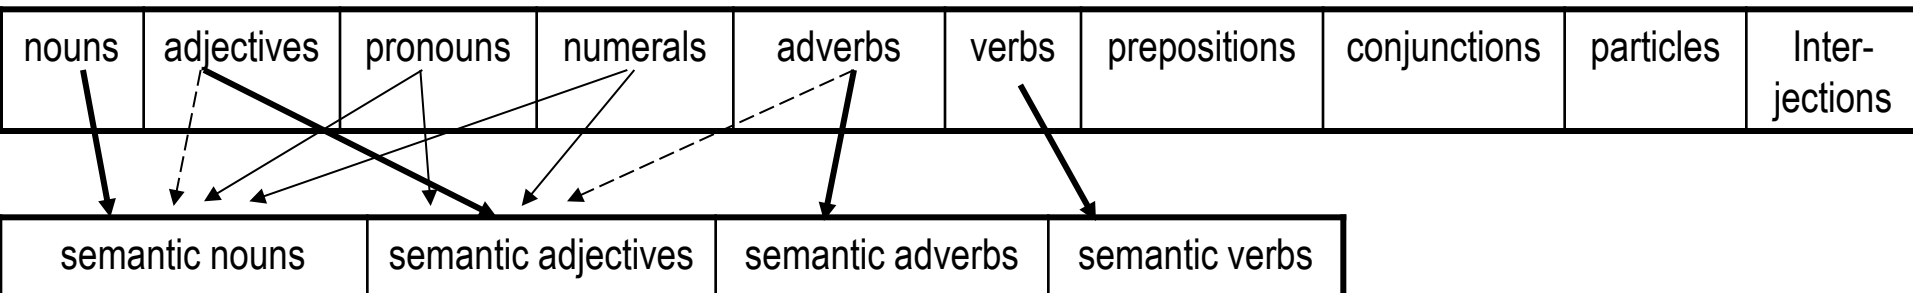 nouns adjectives pronouns numerals adverbs verbs prepositions conjunctions particles Inter-
jections
semantic nouns semantic adjectives semantic adverbs semantic verbs